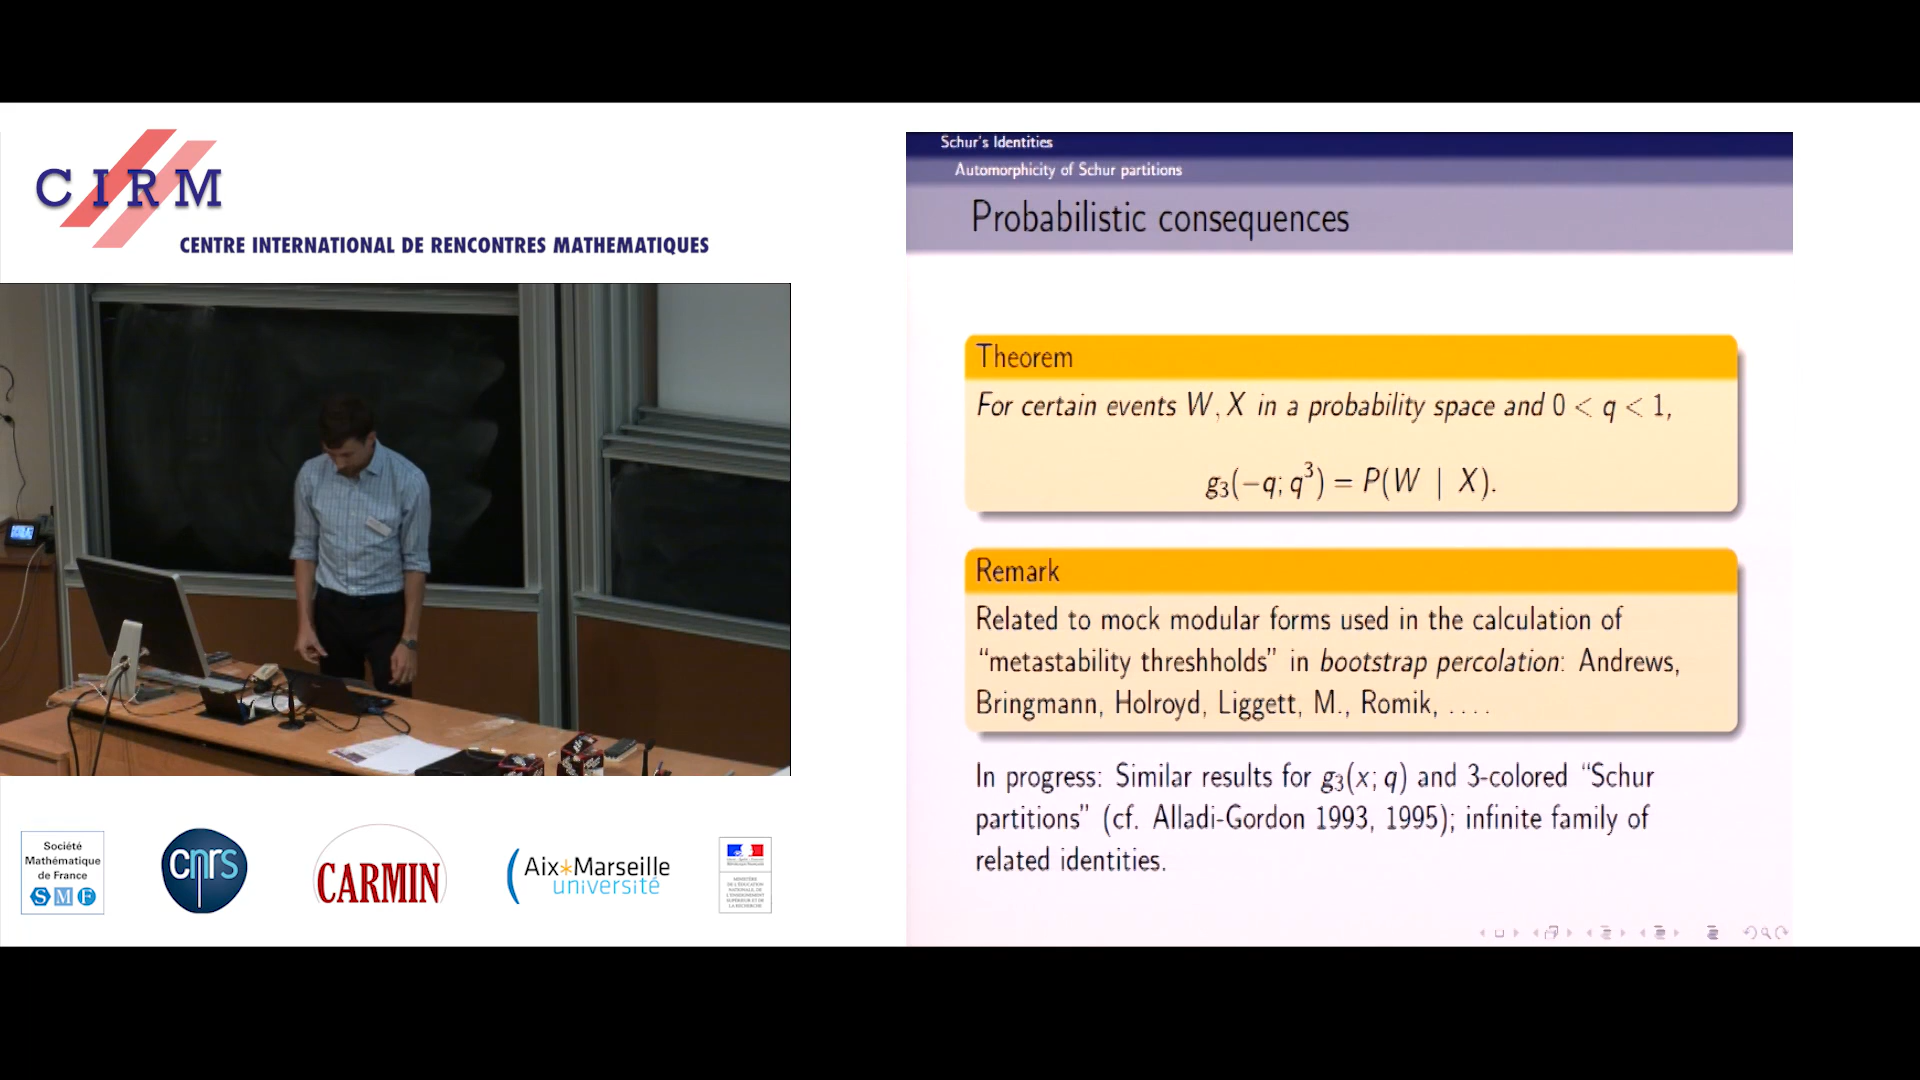 CIRM
CENTRE INTERNATIONAL DE RENCONTRES MATHEMATIQUES
Société
Mathématique
de France
SMF
cnrs
CARMIN
Aix*Marseille
université
Schur's Identities
Automorphicity of Schur partitions
Probabilistic consequences
Theorem
For certain events W, X in a probability space and 0 < q < 1,
g₃(−q; q³) = P(W | X).
Remark
Related to mock modular forms used in the calculation of
“metastability threshholds” in bootstrap percolation: Andrews,
Bringmann, Holroyd, Liggett, M., Romik, ....
In progress: Similar results for g₃(x; q) and 3-colored “Schur
partitions” (cf. Alladi-Gordon 1993, 1995); infinite family of
related identities.